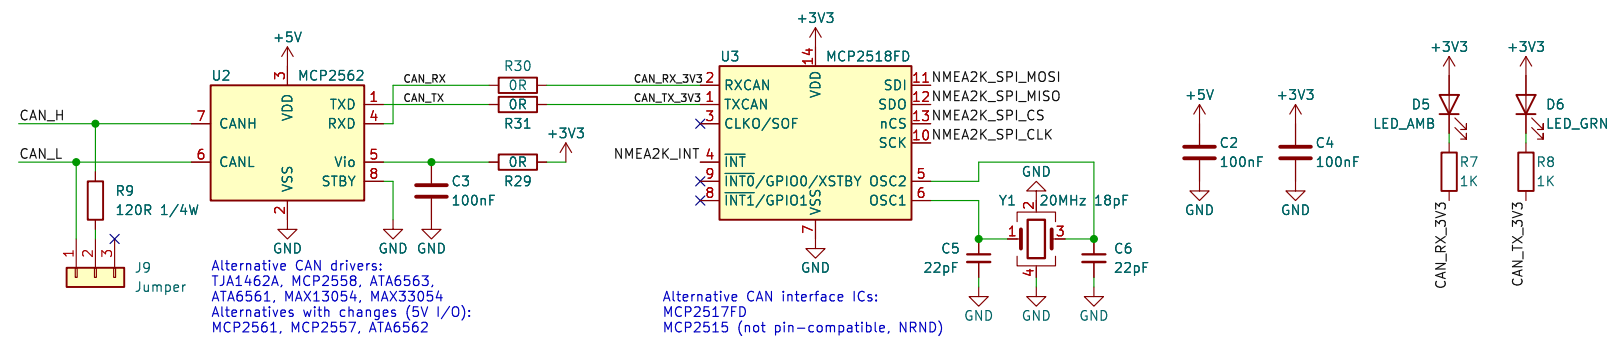 CAN_H
CAN_L
R9
120R 1/4W
1
2
3
J9
Jumper
+5V
3
U2
MCP2562
VDD
7
CANH
6
CANL
TXD
1
RXD
4
Vio
5
STBY
8
VSS
2
GND
GND
C3
100nF
GND
CAN_RX
CAN_TX
R30
0R
0R
R31
+3V3
0R
R29
Alternative CAN drivers:
TJA1462A, MCP2558, ATA6563,
ATA6561, MAX13054, MAX33054
Alternatives with changes (5V I/O):
MCP2561, MCP2557, ATA6562
+3V3
14
U3
MCP2518FD
VDD
CAN_RX_3V3
2
RXCAN
CAN_TX_3V3
1
TXCAN
3
CLKO/SOF
NMEA2K_INT
4
INT
9
INT0/GPIO0/XSTBY
8
INT1/GPIO1
VSS
7
GND
SDI
11
NMEA2K_SPI_MOSI
SDO
12
NMEA2K_SPI_MISO
nCS
13
NMEA2K_SPI_CS
SCK
10
NMEA2K_SPI_CLK
OSC2
5
OSC1
6
GND
Y1
2
20MHz 18pF
1
3
4
C5
22pF
C6
22pF
GND
GND
GND
Alternative CAN interface ICs:
MCP2517FD
MCP2515 (not pin-compatible, NRND)
+5V
C2
100nF
GND
+3V3
C4
100nF
GND
+3V3
D5
LED_AMB
R7
1K
CAN_RX_3V3
+3V3
D6
LED_GRN
R8
1K
CAN_TX_3V3